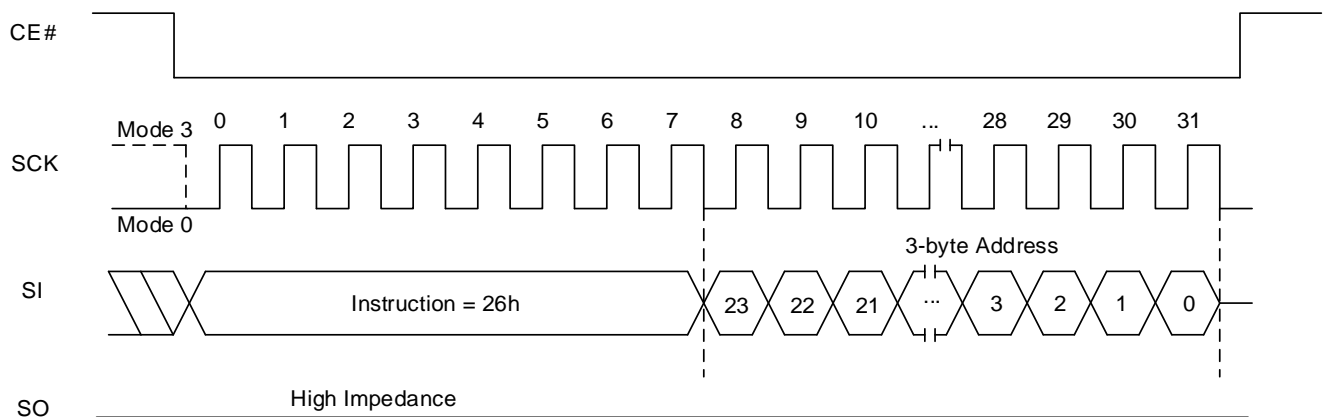 CE#
Mode 3 0 1 2 3 4 5 6 7 8 9 10 ... 28 29 30 31
SCK
Mode 0
3-byte Address
SI Instruction = 26h 23 22 21 ... 3 2 1 0
High Impedance
SO